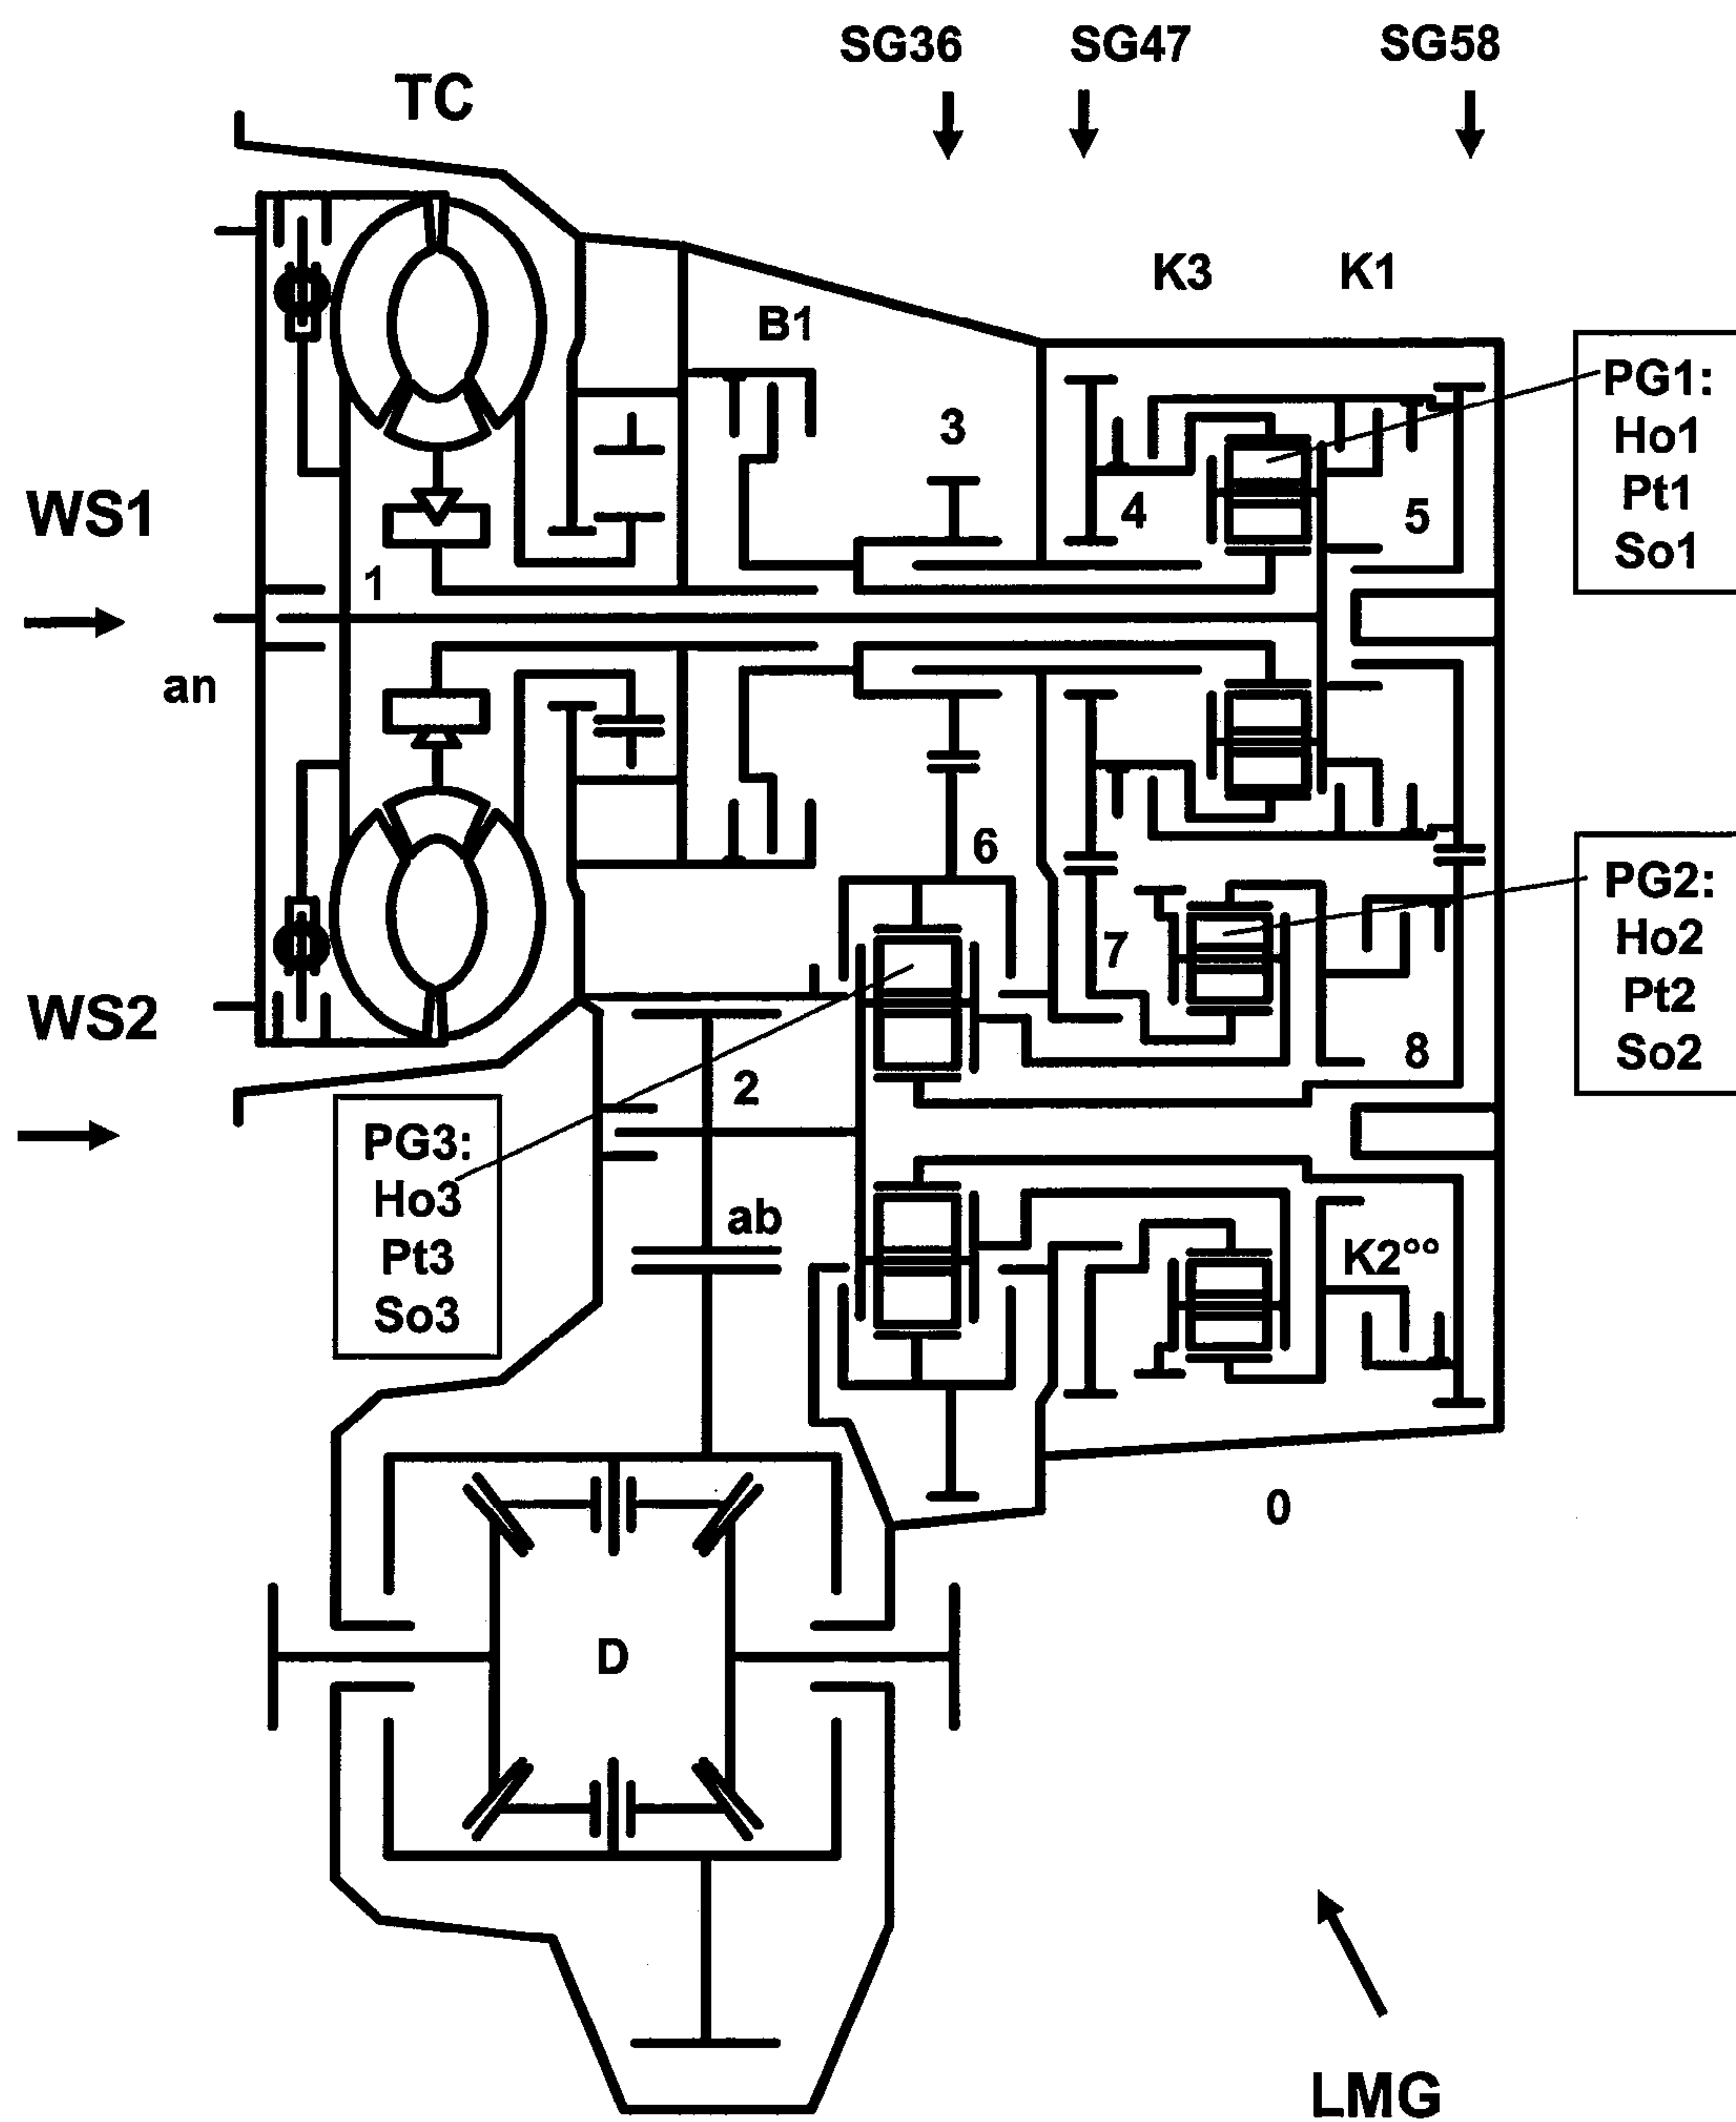 SG36 SG47 SG58
TC
K3 K1
B1
PG1:
Ho1
Pt1
So1
3
4
5
WS1
1
an
6
PG2:
Ho2
Pt2
So2
7
WS2
8
2
PG3:
Ho3
Pt3
So3
ab
K2°°
0
D
LMG